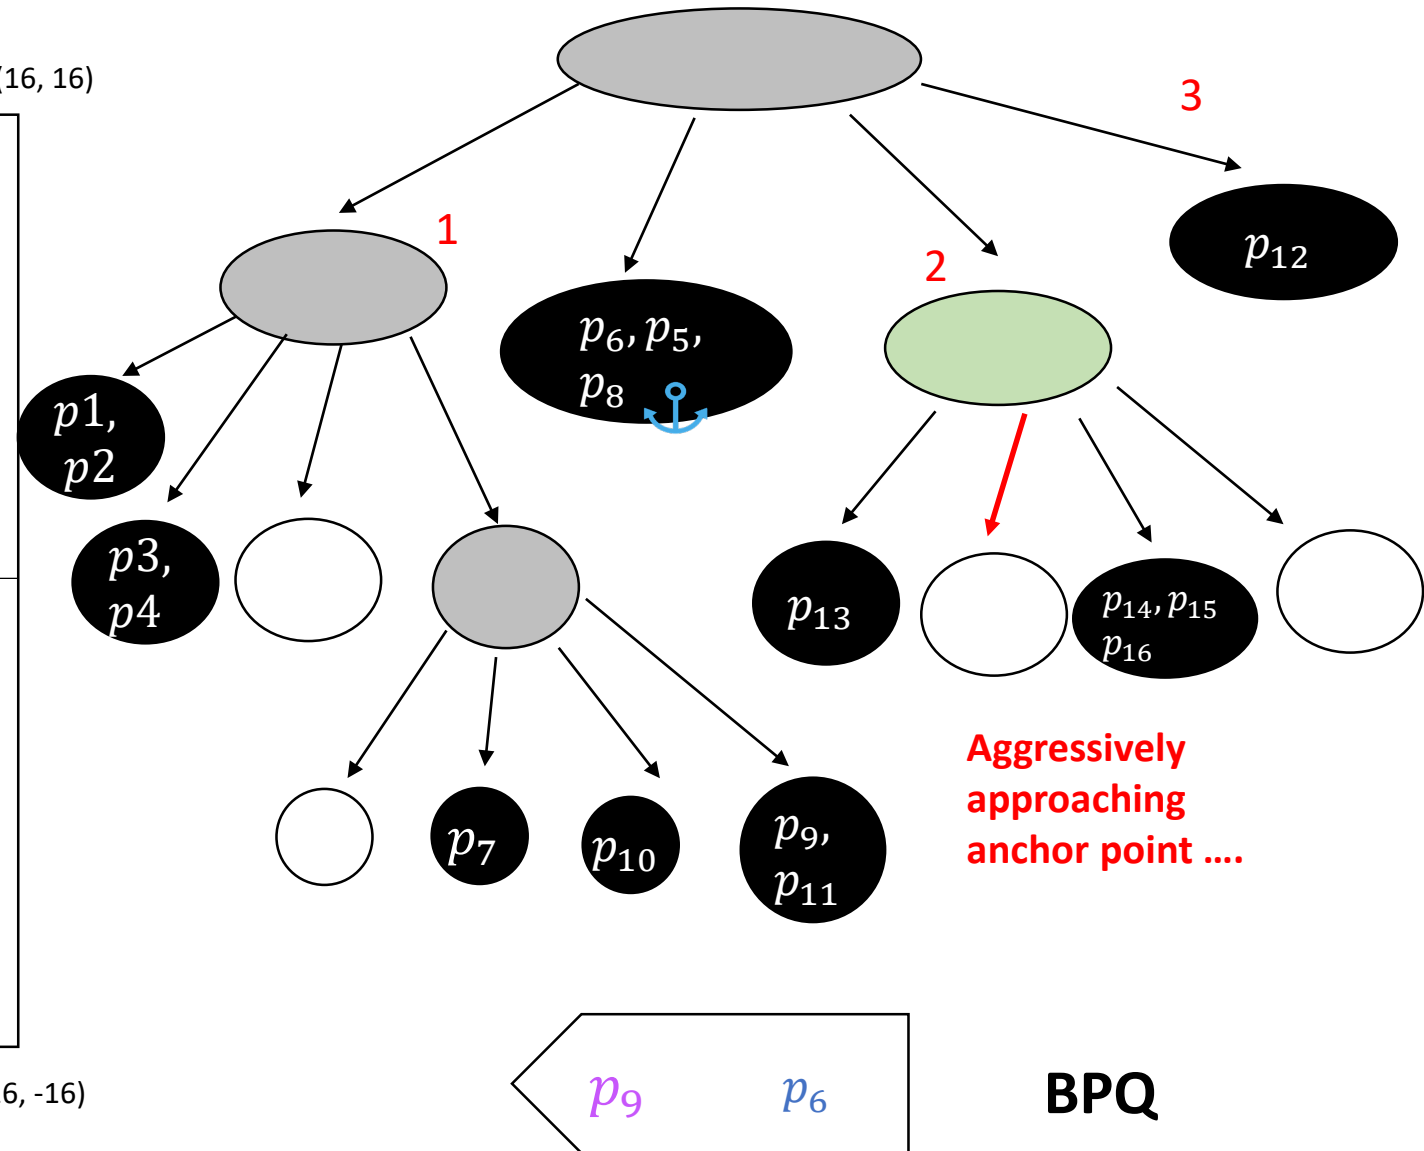 (16, 16)
3
1
2
p₁₂
p₆, p₅,
p₈
p1,
p2
p3,
p4
p₁₃
p₁₄, p₁₅
p₁₆
p₇
p₁₀
p₉,
p₁₁
Aggressively
approaching
anchor point ....
6, -16)
p₉ p₆
BPQ